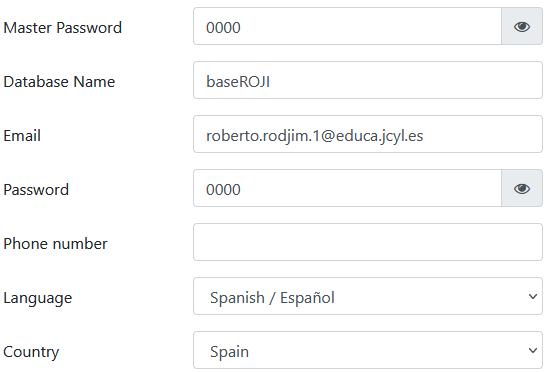 Master Password 0000
Database Name baseROJI
Email roberto.rodjim.1@educa.jcyl.es
Password 0000
Phone number
Language Spanish / Español
Country Spain